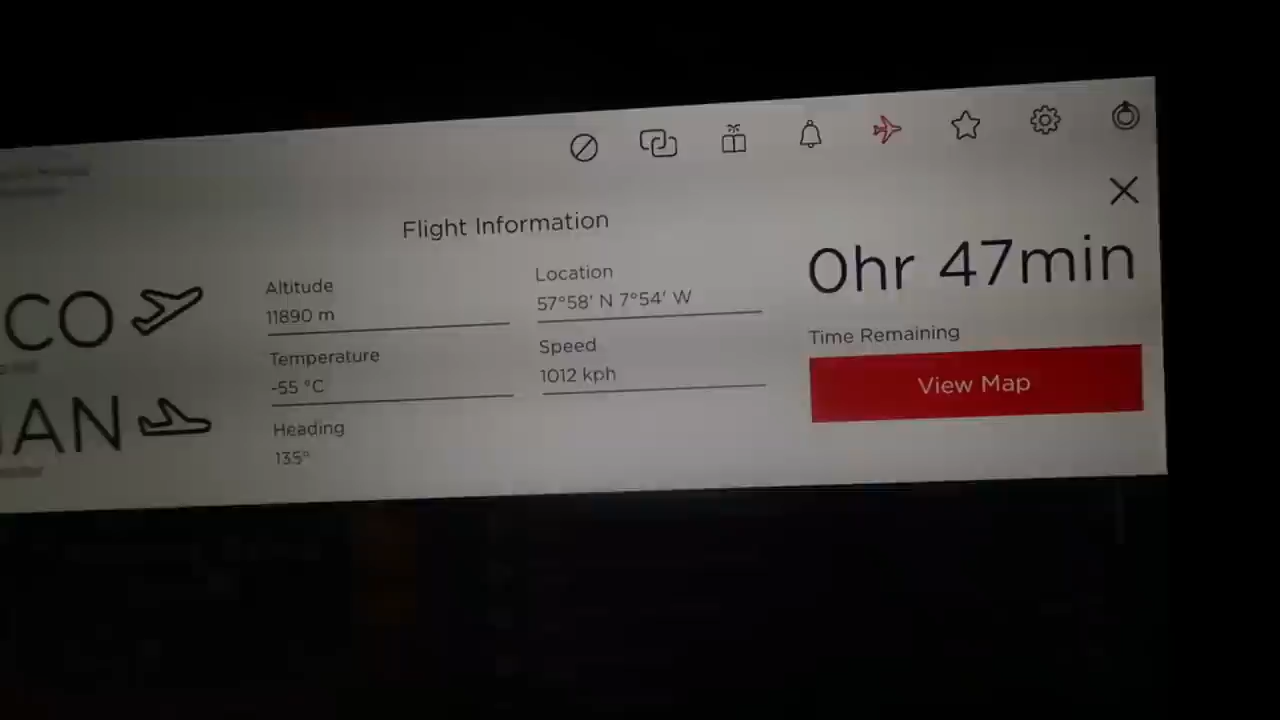 Flight Information
0hr 47min
Time Remaining
View Map
CO
AN
Altitude
11890 m
Temperature
-55 °C
Heading
135°
Location
57°58' N 7°54' W
Speed
1012 kph